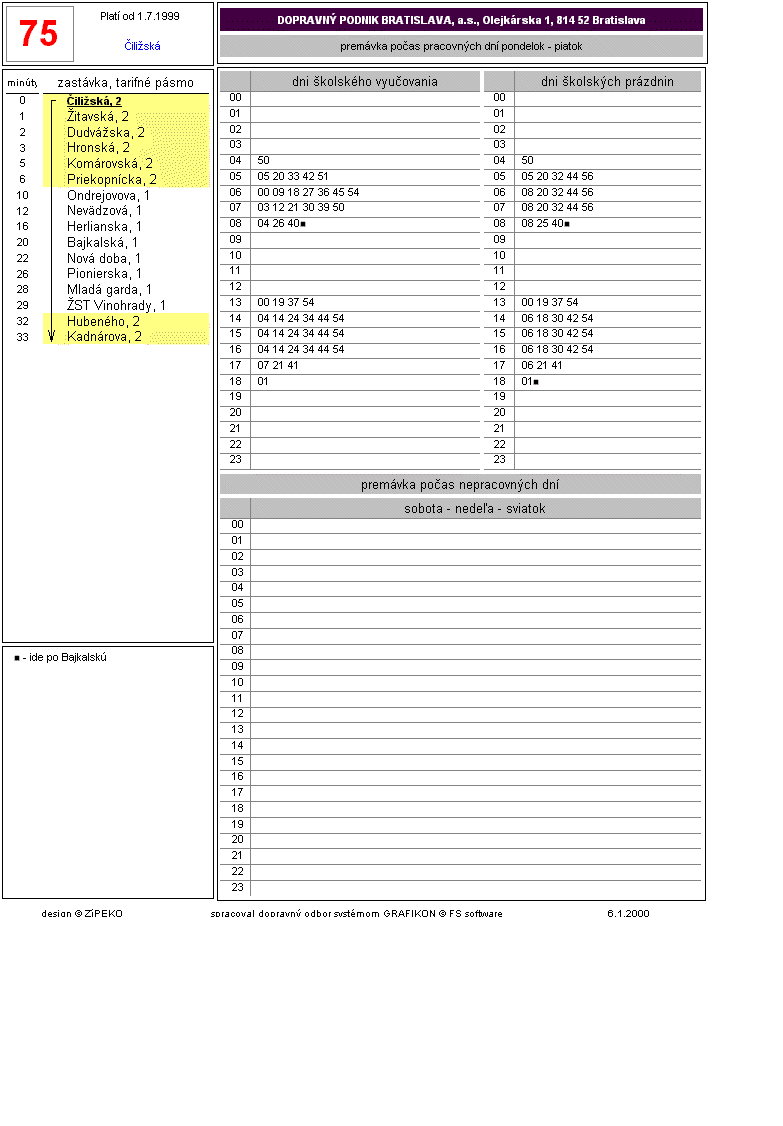 75
Platí od 1.7.1999
Čiližská
DOPRAVNÝ PODNIK BRATISLAVA, a.s., Olejkárska 1, 814 52 Bratislava
premávka počas pracovných dní pondelok - piatok
minúty zastávka, tarifné pásmo
0 Čiližská, 2
1 Žitavská, 2
2 Dudvážska, 2
3 Hronská, 2
5 Komárovská, 2
6 Priekopnícka, 2
10 Ondrejovova, 1
12 Nevädzová, 1
16 Herlianska, 1
20 Bajkalská, 1
22 Nová doba, 1
26 Pionierska, 1
28 Mladá garda, 1
29 ŽST Vinohrady, 1
32 Hubeného, 2
33 Kadnárova, 2
■ - ide po Bajkalskú
dni školského vyučovania
00
01
02
03
04 50
05 05 20 33 42 51
06 00 09 18 27 36 45 54
07 03 12 21 30 39 50
08 04 26 40■
09
10
11
12
13 00 19 37 54
14 04 14 24 34 44 54
15 04 14 24 34 44 54
16 04 14 24 34 44 54
17 07 21 41
18 01
19
20
21
22
23
dni školských prázdnin
00
01
02
03
04 50
05 05 20 32 44 56
06 08 20 32 44 56
07 08 20 32 44 56
08 08 25 40■
09
10
11
12
13 00 19 37 54
14 06 18 30 42 54
15 06 18 30 42 54
16 06 18 30 42 54
17 06 21 41
18 01■
19
20
21
22
23
premávka počas nepracovných dní
sobota - nedeľa - sviatok
00
01
02
03
04
05
06
07
08
09
10
11
12
13
14
15
16
17
18
19
20
21
22
23
design © ZiPEKO spracoval dopravný odbor systémom GRAFIKON © FS software 6.1.2000